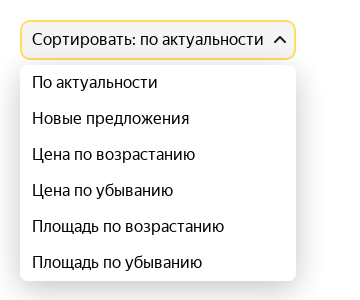 Сортировать: по актуальности
По актуальности
Новые предложения
Цена по возрастанию
Цена по убыванию
Площадь по возрастанию
Площадь по убыванию